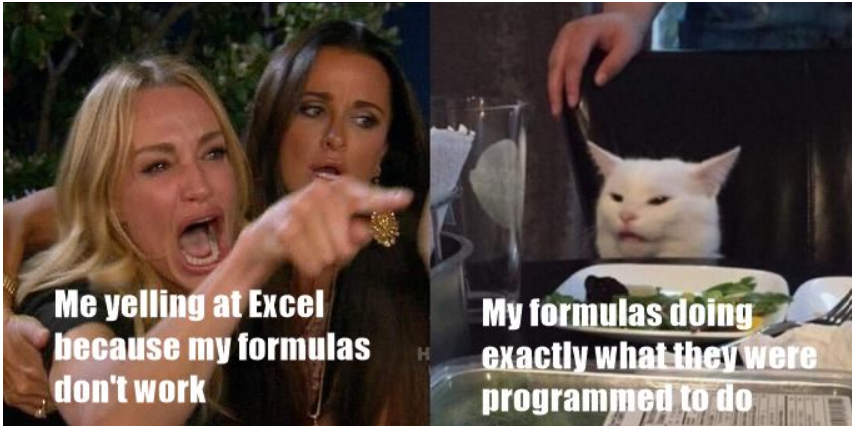 Me yelling at Excel
because my formulas
don't work
My formulas doing
exactly what they were
programmed to do